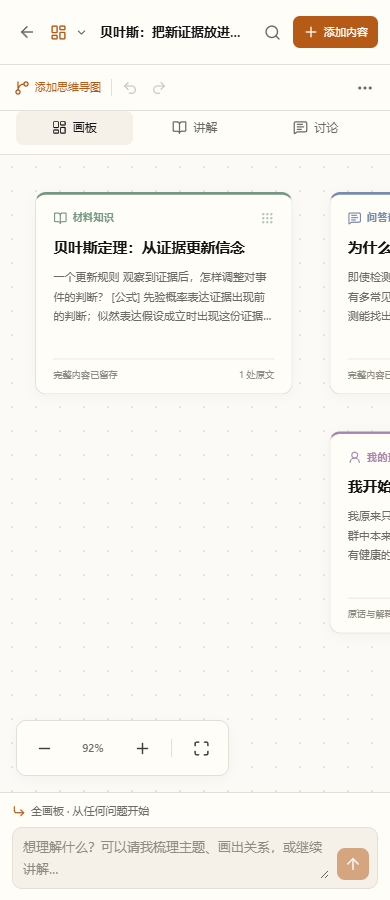 贝叶斯：把新证据放进...
添加内容
添加思维导图
画板
讲解
讨论
材料知识
贝叶斯定理：从证据更新信念
一个更新规则 观察到证据后，怎样调整对事
件的判断？ [公式] 先验概率表达证据出现前
的判断；似然表达假设成立时出现这份证据...
完整内容已留存
1 处原文
问答
为什么
即使检测
有多常见
测能找出
完整内容已
我的
我开始
我原来只
群中本来
有健康的
原话与解释
92%
全画板 · 从任何问题开始
想理解什么？可以请我梳理主题、画出关系，或继续
讲解...